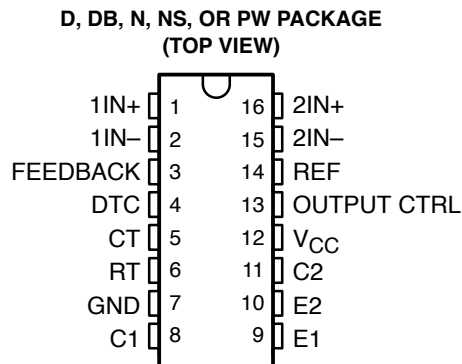 D, DB, N, NS, OR PW PACKAGE
(TOP VIEW)
1IN+ 1 16 2IN+
1IN– 2 15 2IN–
FEEDBACK 3 14 REF
DTC 4 13 OUTPUT CTRL
CT 5 12 VCC
RT 6 11 C2
GND 7 10 E2
C1 8 9 E1